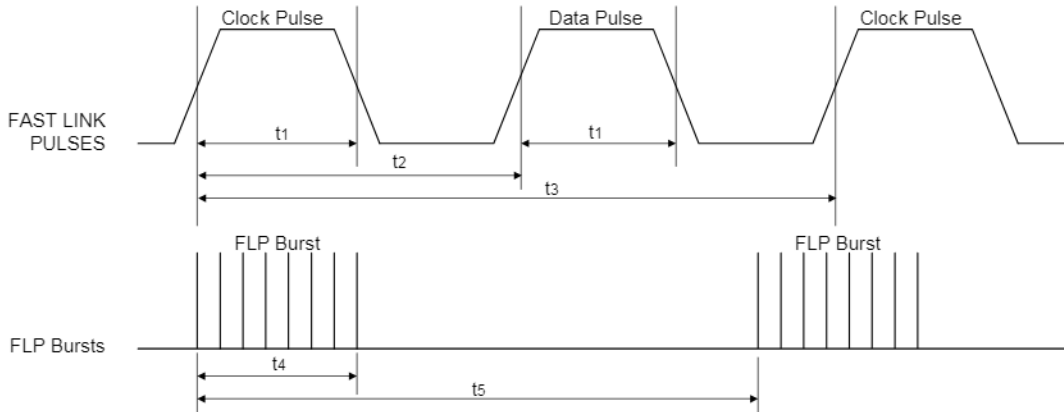 Clock Pulse
Data Pulse
Clock Pulse
FAST LINK
PULSES
t1
t1
t2
t3
FLP Burst
FLP Burst
FLP Bursts
t4
t5